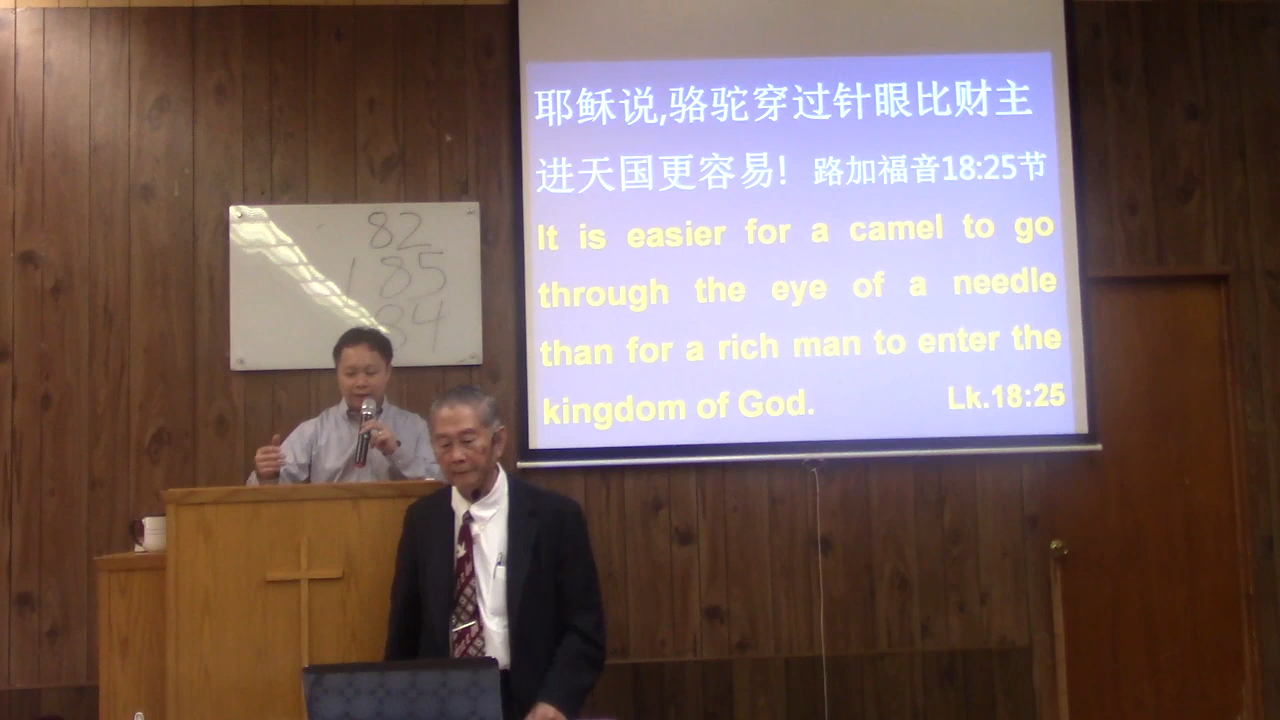 82
185
84
耶稣说,骆驼穿过针眼比财主
进天国更容易! 路加福音18:25节
It is easier for a camel to go
through the eye of a needle
than for a rich man to enter the
kingdom of God. Lk.18:25